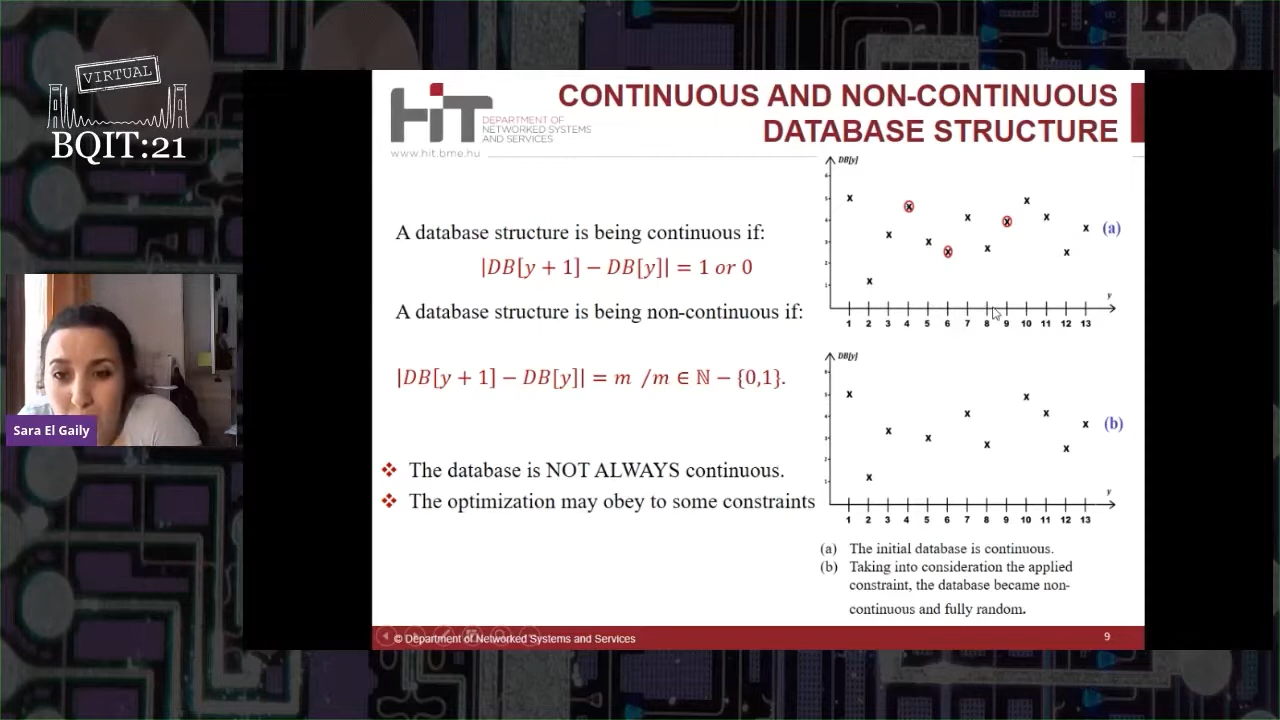 VIRTUAL
BQIT:21
Sara El Gaily
HIT
DEPARTMENT OF
NETWORKED SYSTEMS
AND SERVICES
www.hit.bme.hu
CONTINUOUS AND NON-CONTINUOUS
DATABASE STRUCTURE
A database structure is being continuous if:
|DB[y + 1] − DB[y]| = 1 or 0
A database structure is being non-continuous if:
|DB[y + 1] − DB[y]| = m /m ∈ ℕ − {0,1}.
❖ The database is NOT ALWAYS continuous.
❖ The optimization may obey to some constraints
DB[y]
y
1 2 3 4 5 6 7 8 9 10 11 12 13
(a)
DB[y]
y
1 2 3 4 5 6 7 8 9 10 11 12 13
(b)
(a) The initial database is continuous.
(b) Taking into consideration the applied
constraint, the database became non-
continuous and fully random.
© Department of Networked Systems and Services
9